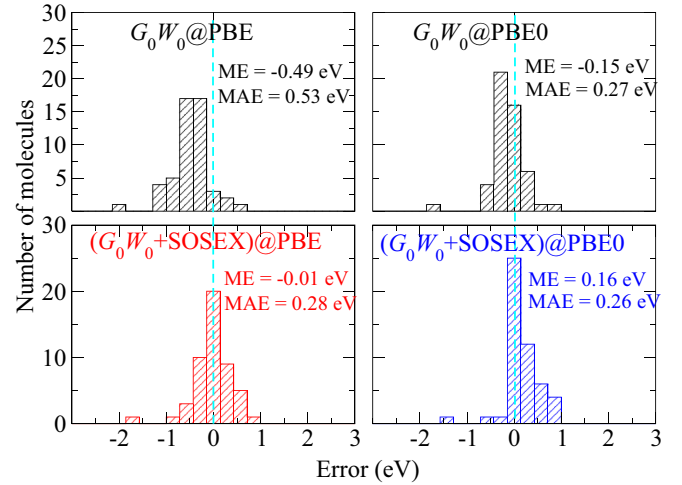 G0W0@PBE
ME = -0.49 eV
MAE = 0.53 eV
G0W0@PBE0
ME = -0.15 eV
MAE = 0.27 eV
30
25
20
15
10
5
Number of molecules
(G0W0+SOSEX)@PBE
ME = -0.01 eV
MAE = 0.28 eV
(G0W0+SOSEX)@PBE0
ME = 0.16 eV
MAE = 0.26 eV
30
20
10
0
-2 -1 0 1 2 3
-2 -1 0 1 2 3
Error (eV)